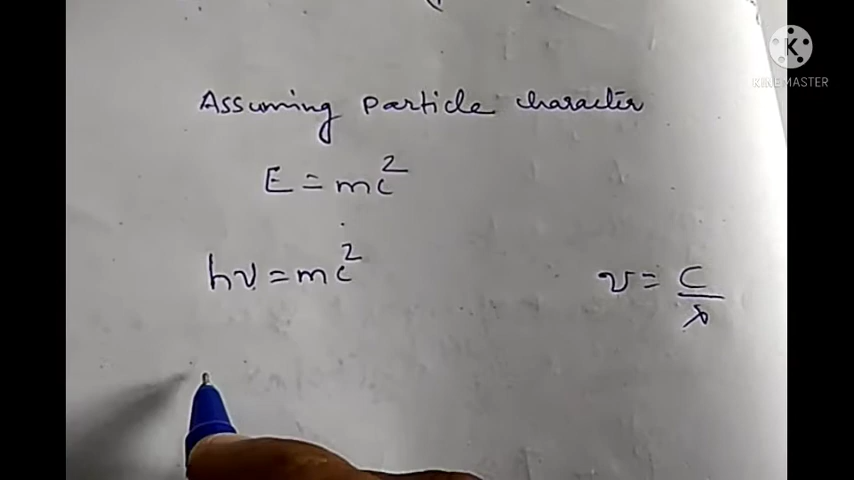 KINEMASTER
Assuming particle character
E = mc²
hν = mc²
ν = c/λ